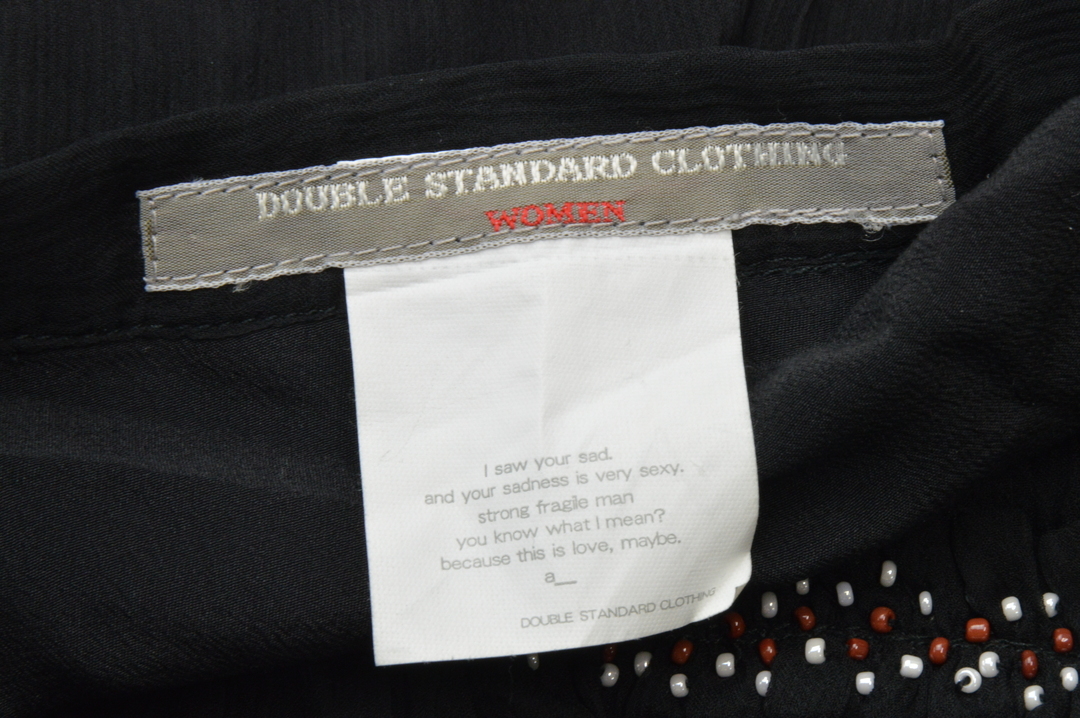 DOUBLE STANDARD CLOTHING
WOMEN
I saw your sad.
and your sadness is very sexy.
strong fragile man
you know what I mean?
because this is love, maybe.
a__
DOUBLE STANDARD CLOTHING